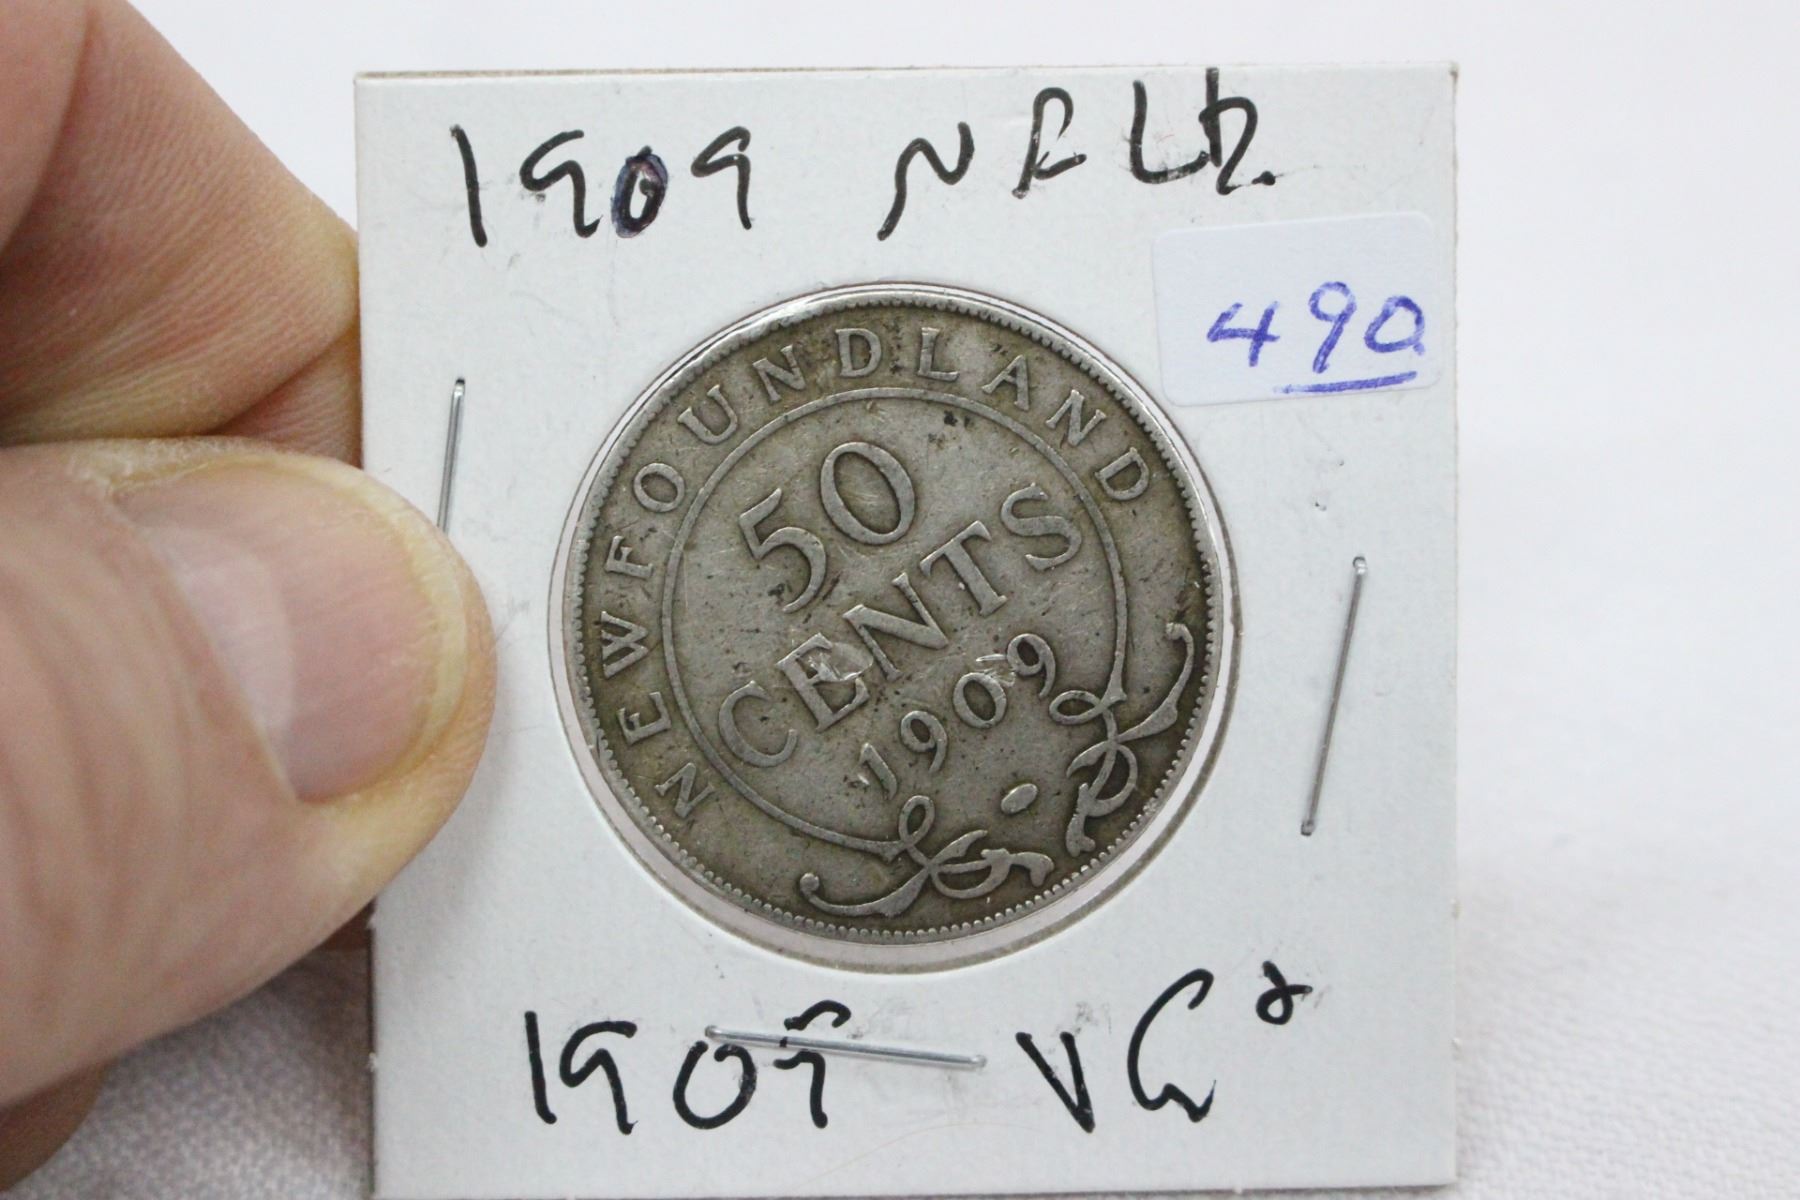 1909 NFLD.
490
NEWFOUNDLAND
50
CENTS
1909
1909 VG+